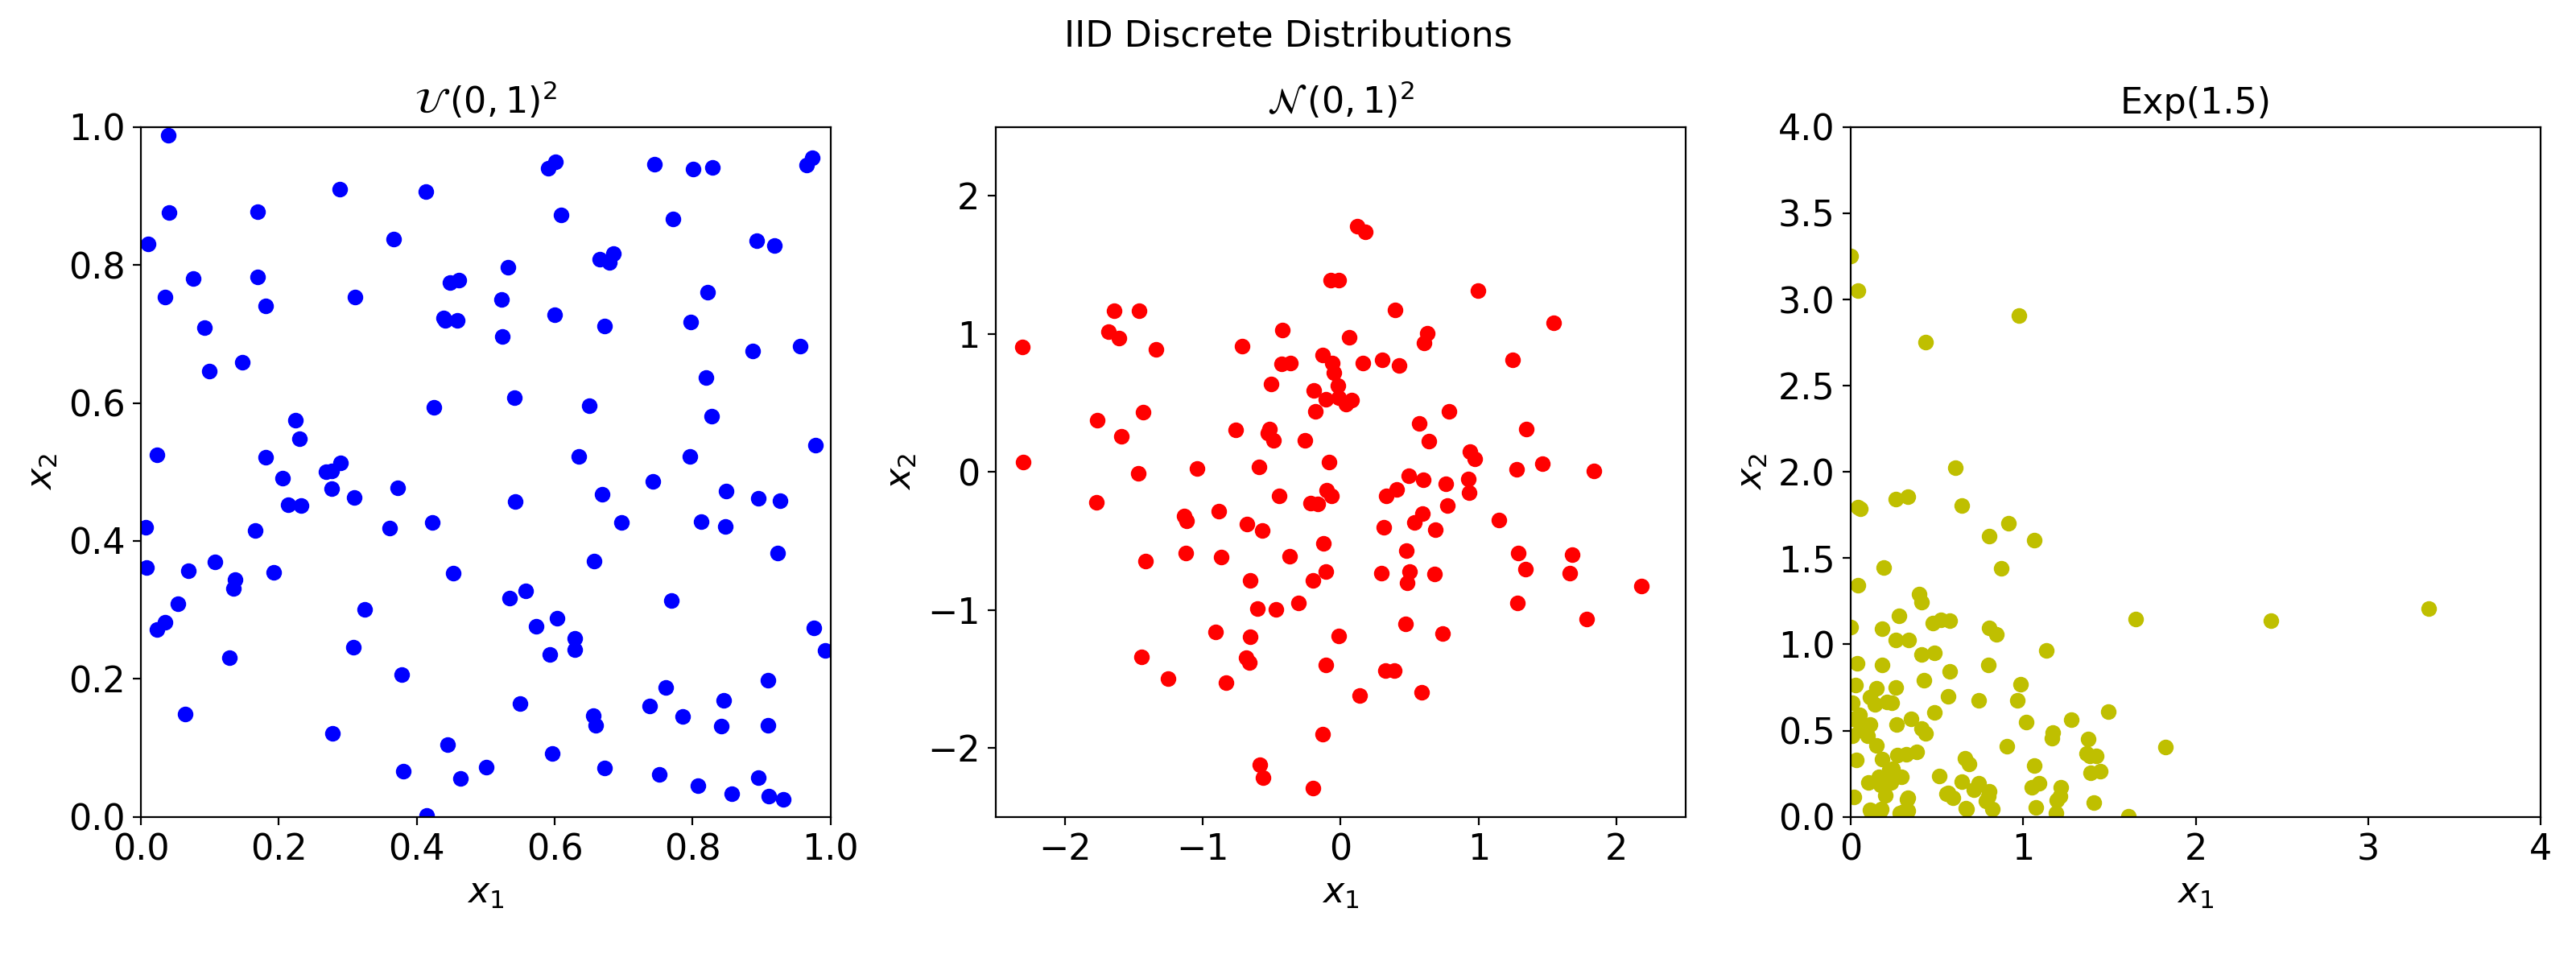 IID Discrete Distributions
𝒰(0, 1)²
1.0
0.8
0.6
0.4
0.2
0.0
x₂
0.0 0.2 0.4 0.6 0.8 1.0
x₁
𝒩(0, 1)²
2
1
0
−1
−2
x₂
−2 −1 0 1 2
x₁
Exp(1.5)
4.0
3.5
3.0
2.5
2.0
1.5
1.0
0.5
0.0
x₂
0 1 2 3 4
x₁